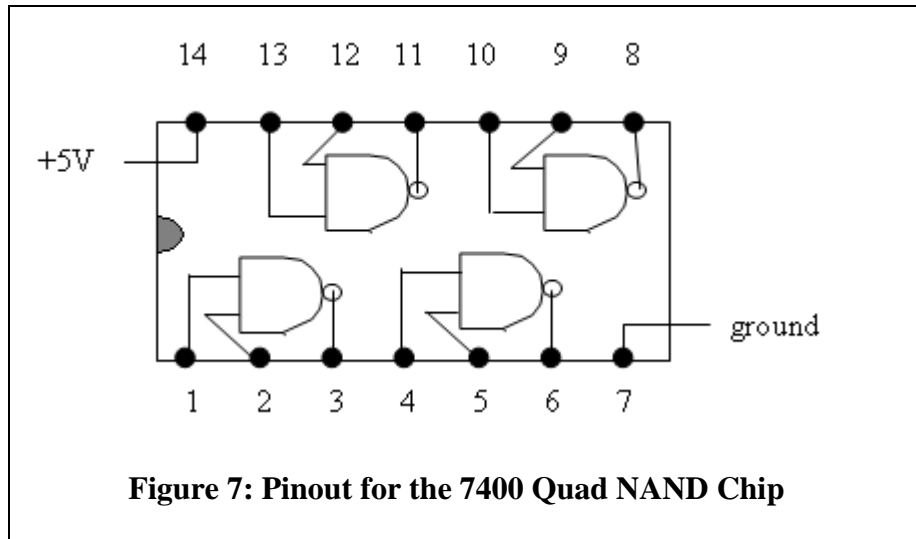 14 13 12 11 10 9 8
+5V
ground
1 2 3 4 5 6 7
Figure 7: Pinout for the 7400 Quad NAND Chip